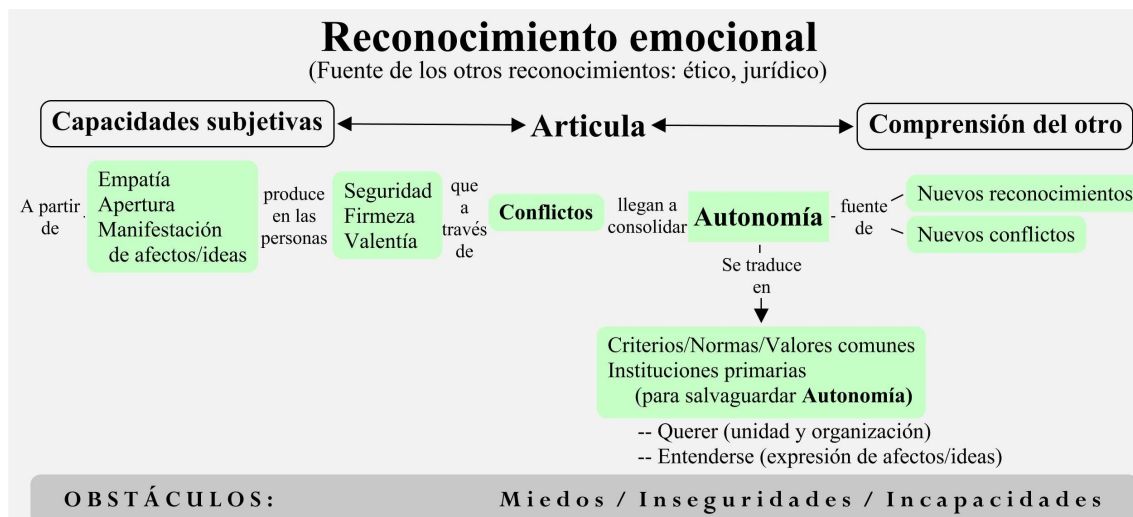 Reconocimiento emocional
(Fuente de los otros reconocimientos: ético, jurídico)
Capacidades subjetivas
Articula
Comprensión del otro
A partir
de
Empatía
Apertura
Manifestación
de afectos/ideas
produce
en las
personas
Seguridad
Firmeza
Valentía
que
a
través
de
Conflictos
llegan a
consolidar
Autonomía
fuente
de
Nuevos reconocimientos
Nuevos conflictos
Se traduce
en
Criterios/Normas/Valores comunes
Instituciones primarias
(para salvaguardar Autonomía)
-- Querer (unidad y organización)
-- Entenderse (expresión de afectos/ideas)
OBSTÁCULOS: Miedos / Inseguridades / Incapacidades